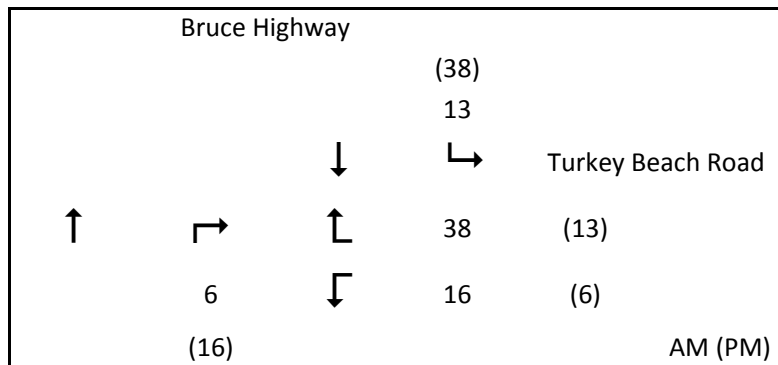 Bruce Highway
(38)
13
Turkey Beach Road
38 (13)
6 16 (6)
(16) AM (PM)